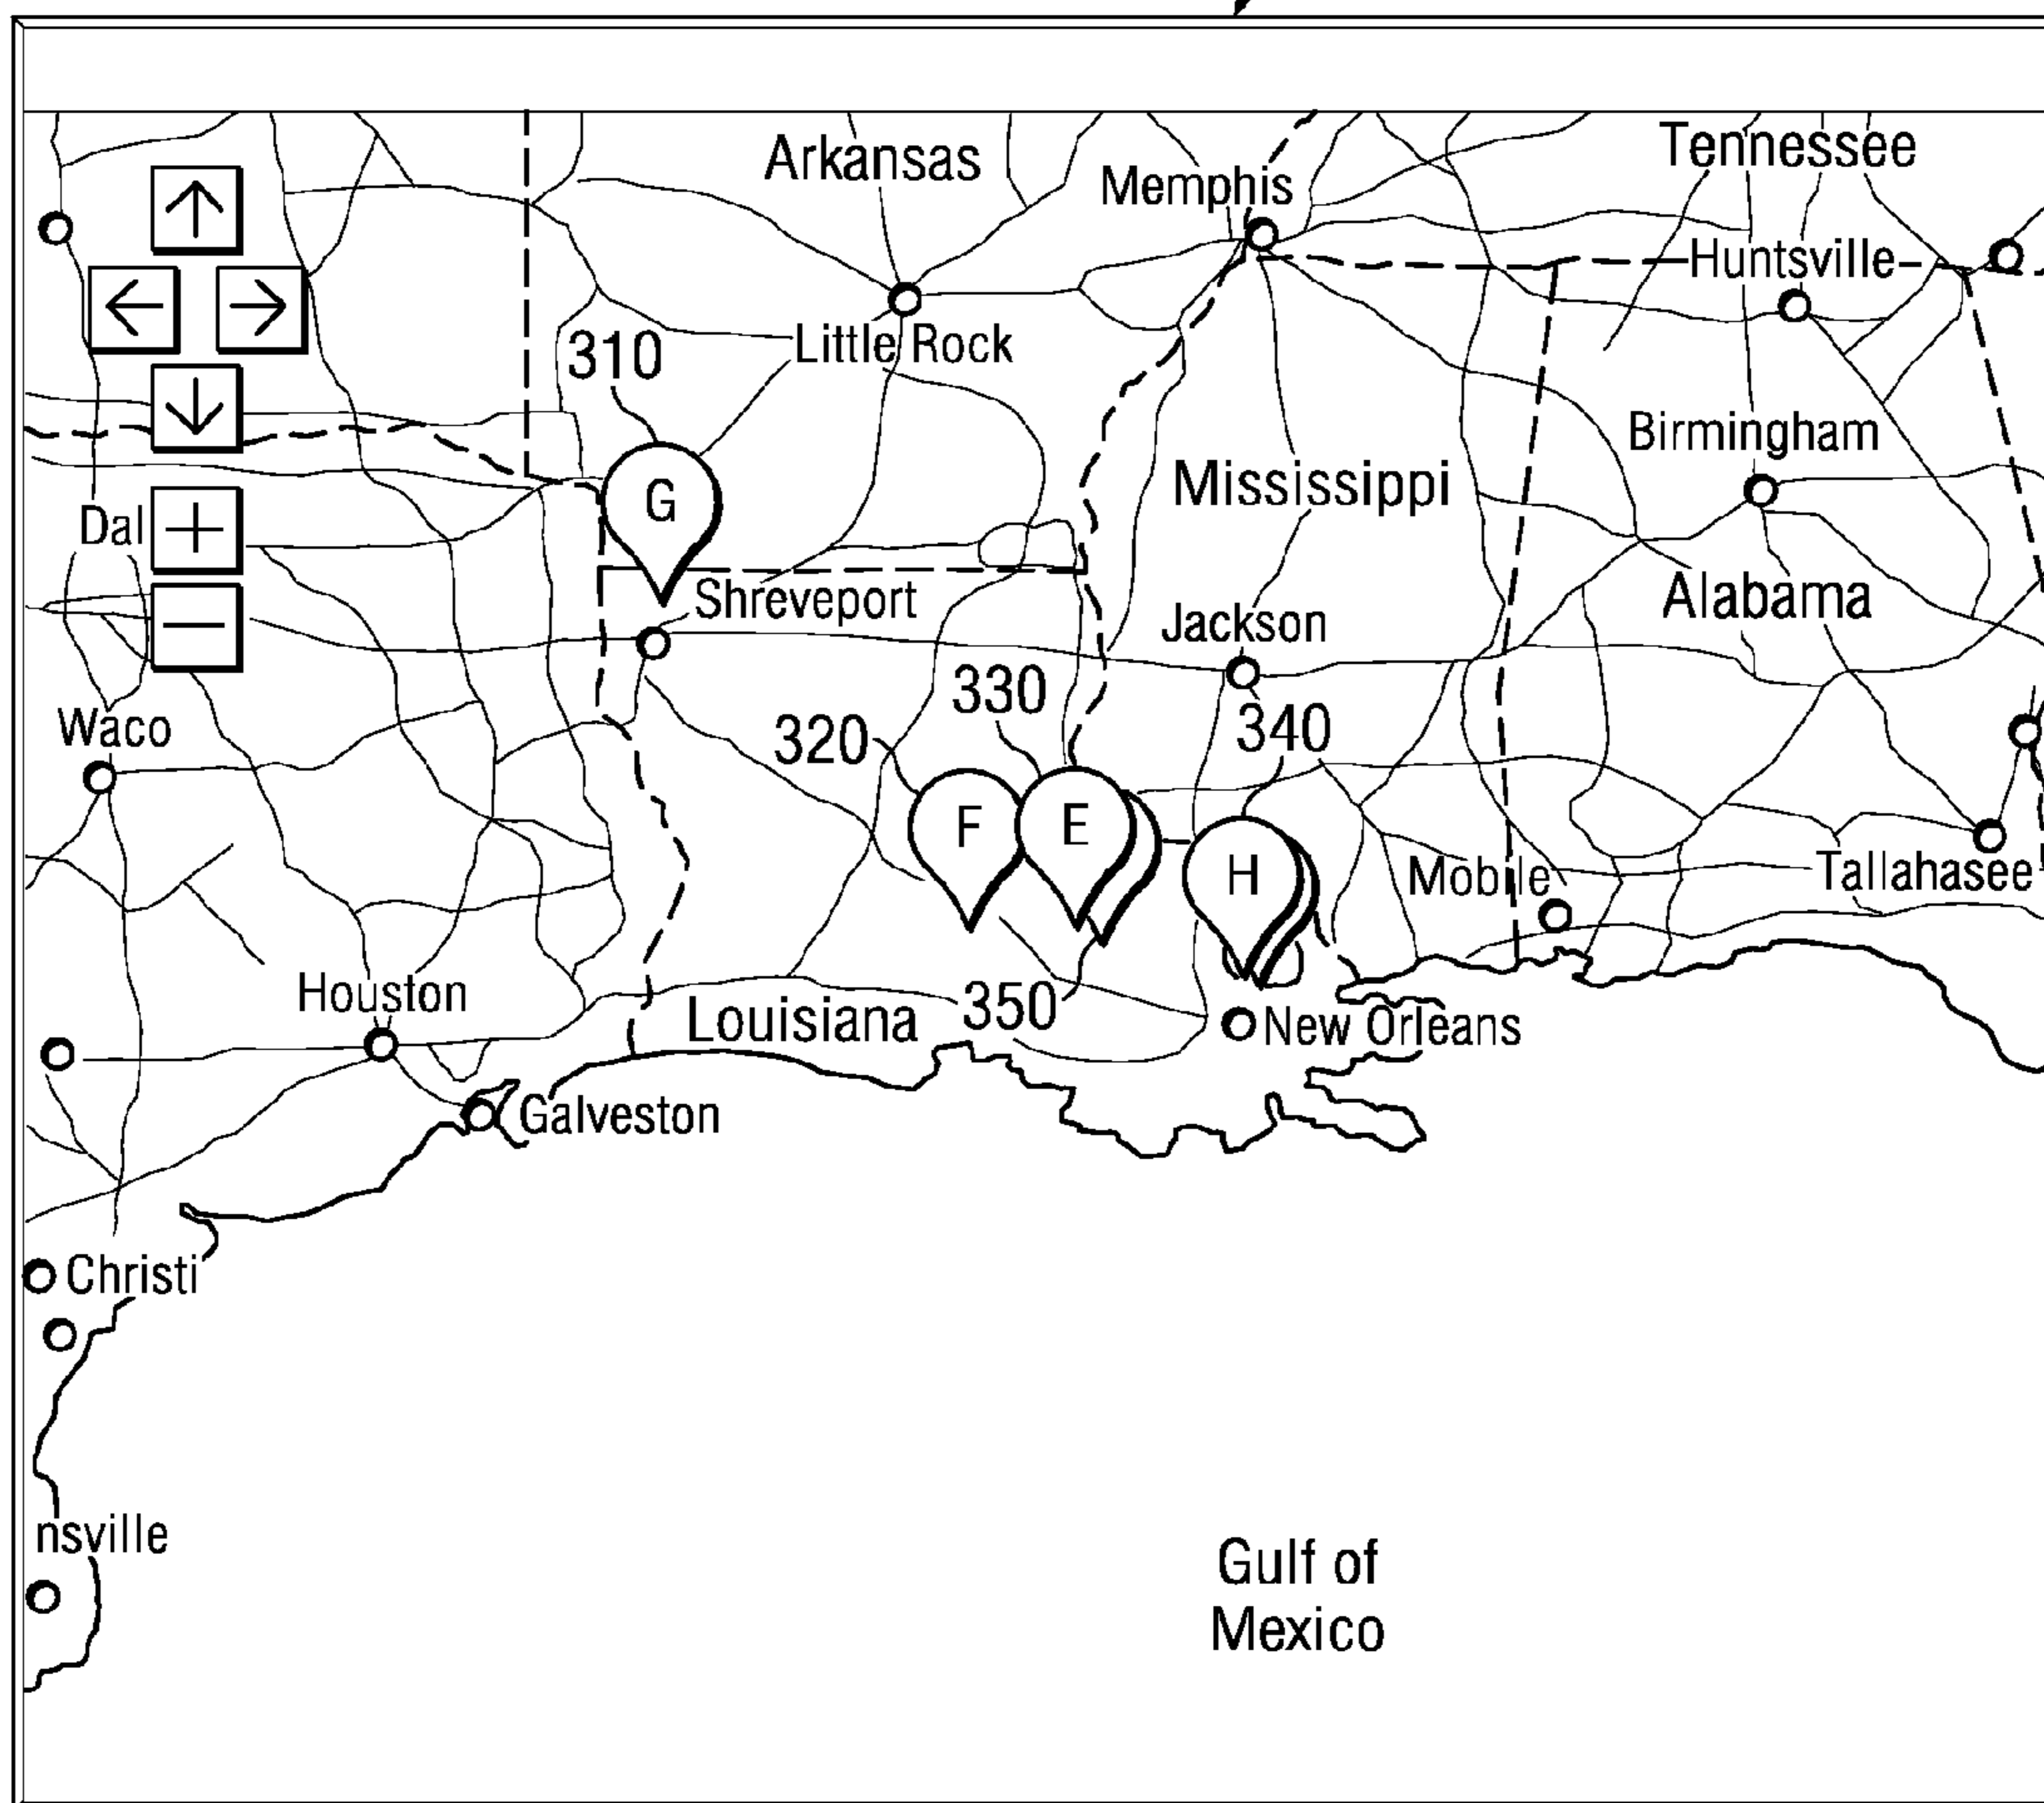 Arkansas
Tennessee
Memphis
Huntsville
Little Rock
310
Birmingham
Mississippi
G
Dal
Shreveport
Alabama
Jackson
330
Waco
320
340
F
E
H
Mobile
Tallahasee
Houston
350
Louisiana
New Orleans
Galveston
Christi
nsville
Gulf of
Mexico